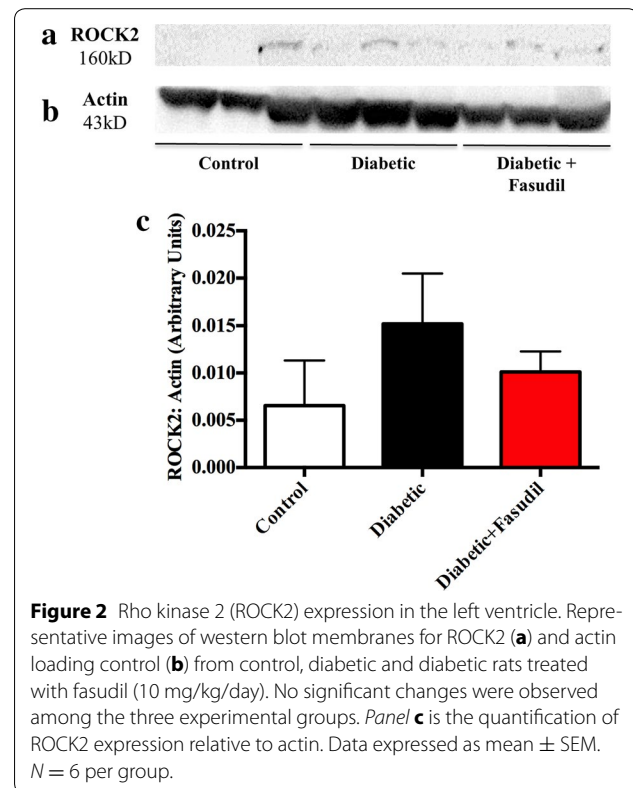 a ROCK2
160kD
b Actin
43kD
Control Diabetic Diabetic +
Fasudil
c
ROCK2: Actin (Arbitrary Units)
0.025
0.020
0.015
0.010
0.005
0.000
Control
Diabetic
Diabetic+Fasudil
Figure 2 Rho kinase 2 (ROCK2) expression in the left ventricle. Repre-
sentative images of western blot membranes for ROCK2 (a) and actin
loading control (b) from control, diabetic and diabetic rats treated
with fasudil (10 mg/kg/day). No significant changes were observed
among the three experimental groups. Panel c is the quantification of
ROCK2 expression relative to actin. Data expressed as mean ± SEM.
N = 6 per group.